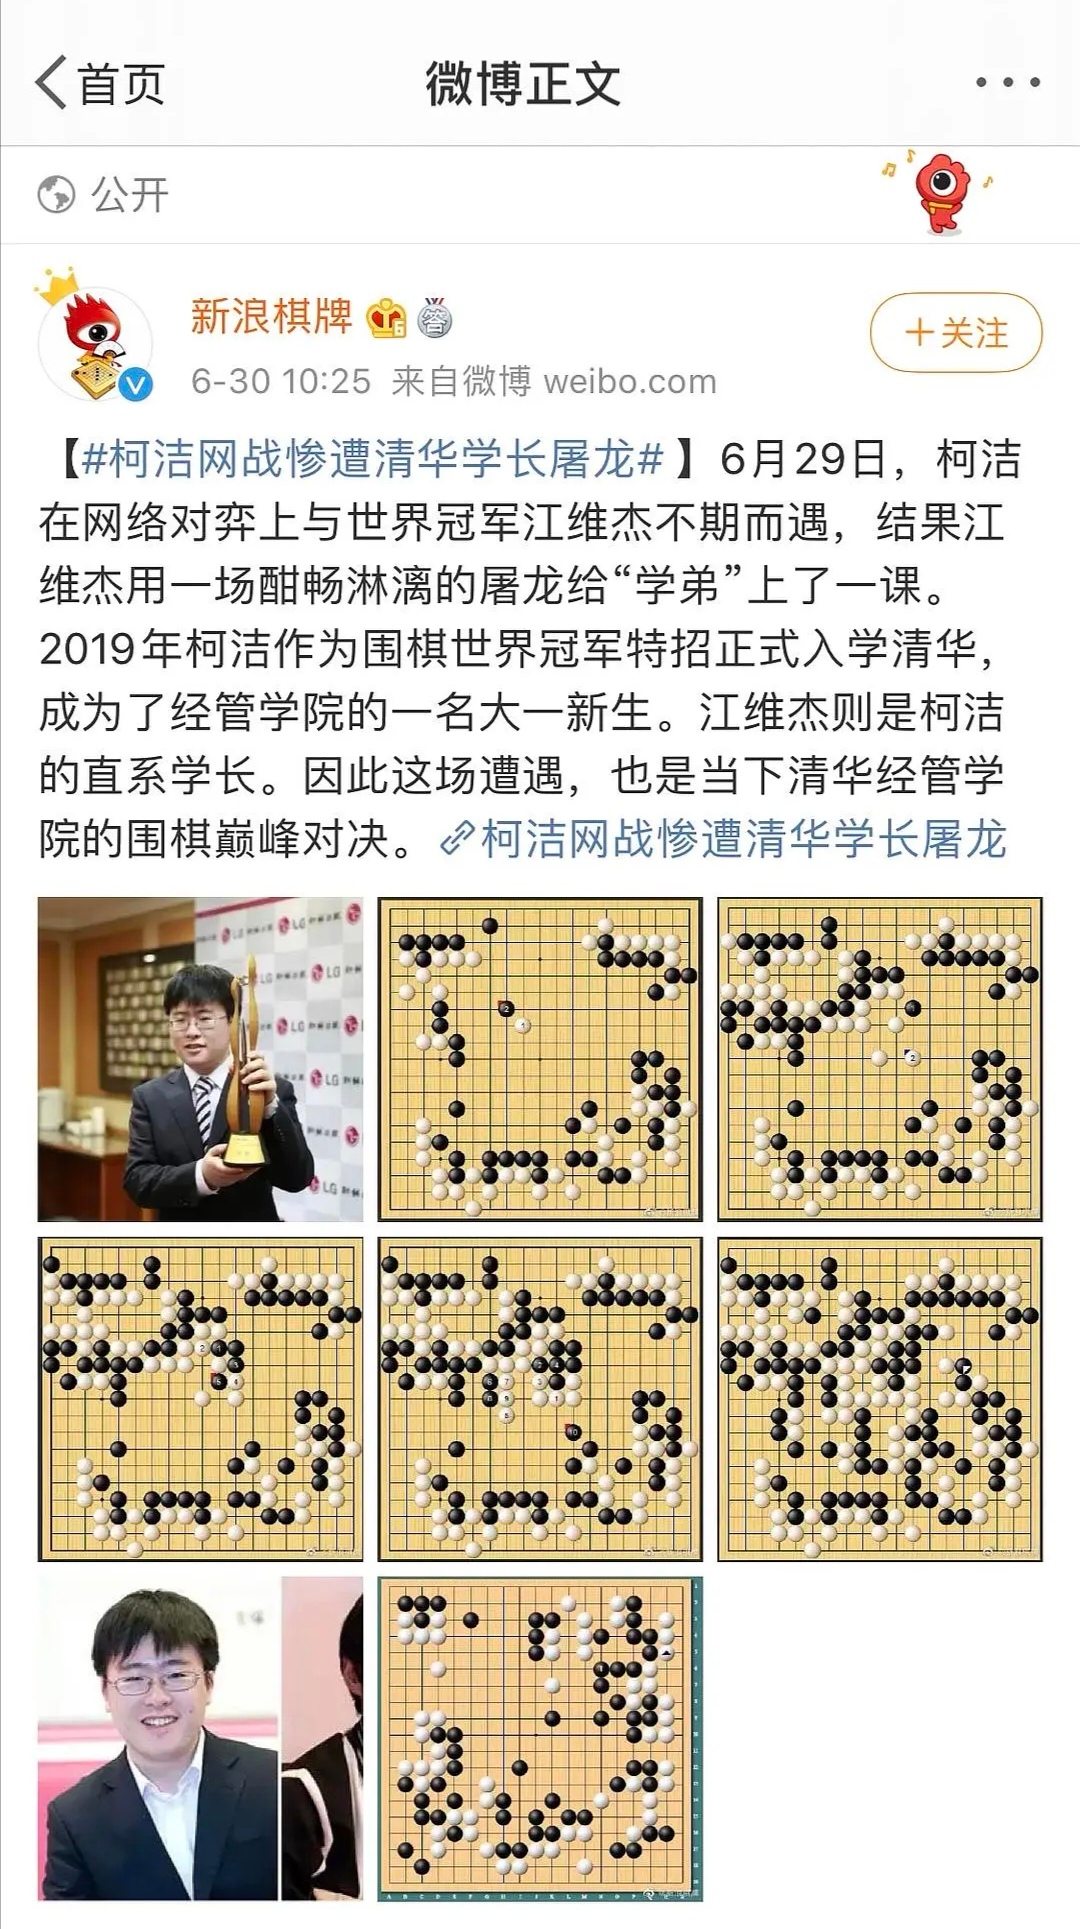 首页
微博正文
公开
新浪棋牌
答
+关注
6-30 10:25 来自微博 weibo.com
【#柯洁网战惨遭清华学长屠龙#】6月29日，柯洁
在网络对弈上与世界冠军江维杰不期而遇，结果江
维杰用一场酣畅淋漓的屠龙给“学弟”上了一课。
2019年柯洁作为围棋世界冠军特招正式入学清华，
成为了经管学院的一名大一新生。江维杰则是柯洁
的直系学长。因此这场遭遇，也是当下清华经管学
院的围棋巅峰对决。柯洁网战惨遭清华学长屠龙
LG
LG
LG
LG
LG
LG